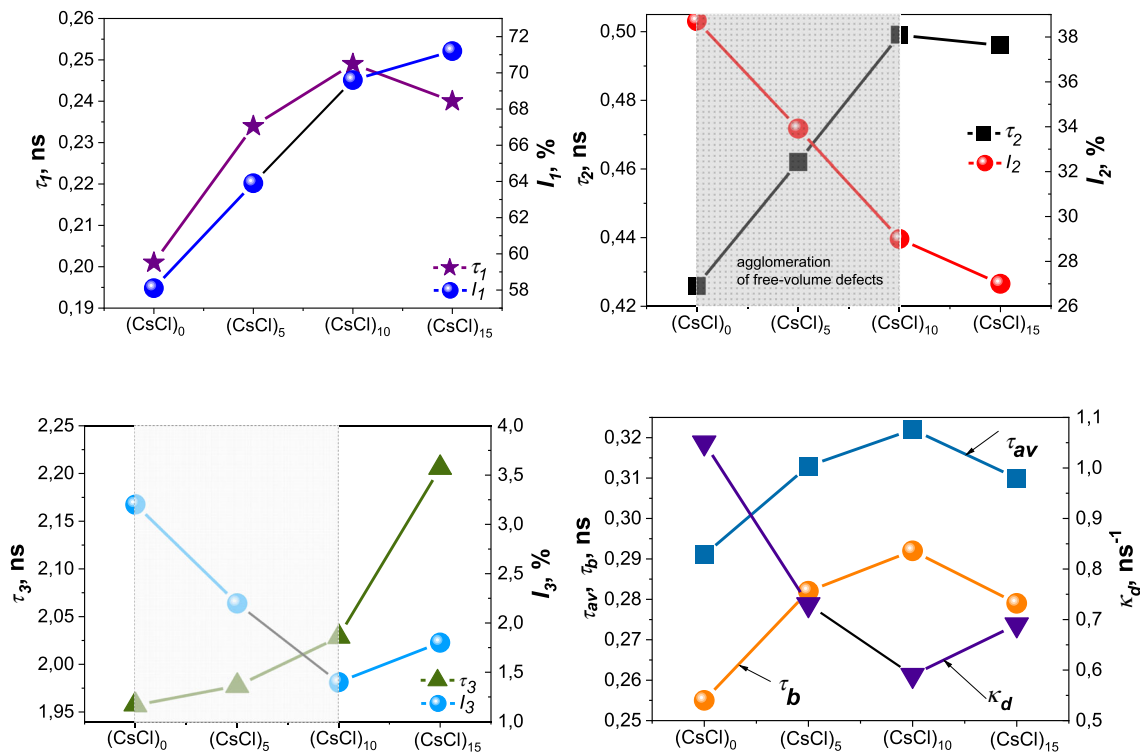 0,26
0,25
0,24
0,23
0,22
0,21
0,20
0,19
τ1, ns
72
70
68
66
64
62
60
58
I1, %
τ1
I1
(CsCl)0
(CsCl)5
(CsCl)10
(CsCl)15
0,50
0,48
0,46
0,44
0,42
τ2, ns
38
36
34
32
30
28
26
I2, %
τ2
I2
agglomeration
of free-volume defects
(CsCl)0
(CsCl)5
(CsCl)10
(CsCl)15
2,25
2,20
2,15
2,10
2,05
2,00
1,95
τ3, ns
4,0
3,5
3,0
2,5
2,0
1,5
1,0
I3, %
τ3
I3
(CsCl)0
(CsCl)5
(CsCl)10
(CsCl)15
0,32
0,31
0,30
0,29
0,28
0,27
0,26
0,25
τav, τb, ns
1,1
1,0
0,9
0,8
0,7
0,6
0,5
κd, ns-1
τav
τb
κd
(CsCl)0
(CsCl)5
(CsCl)10
(CsCl)15